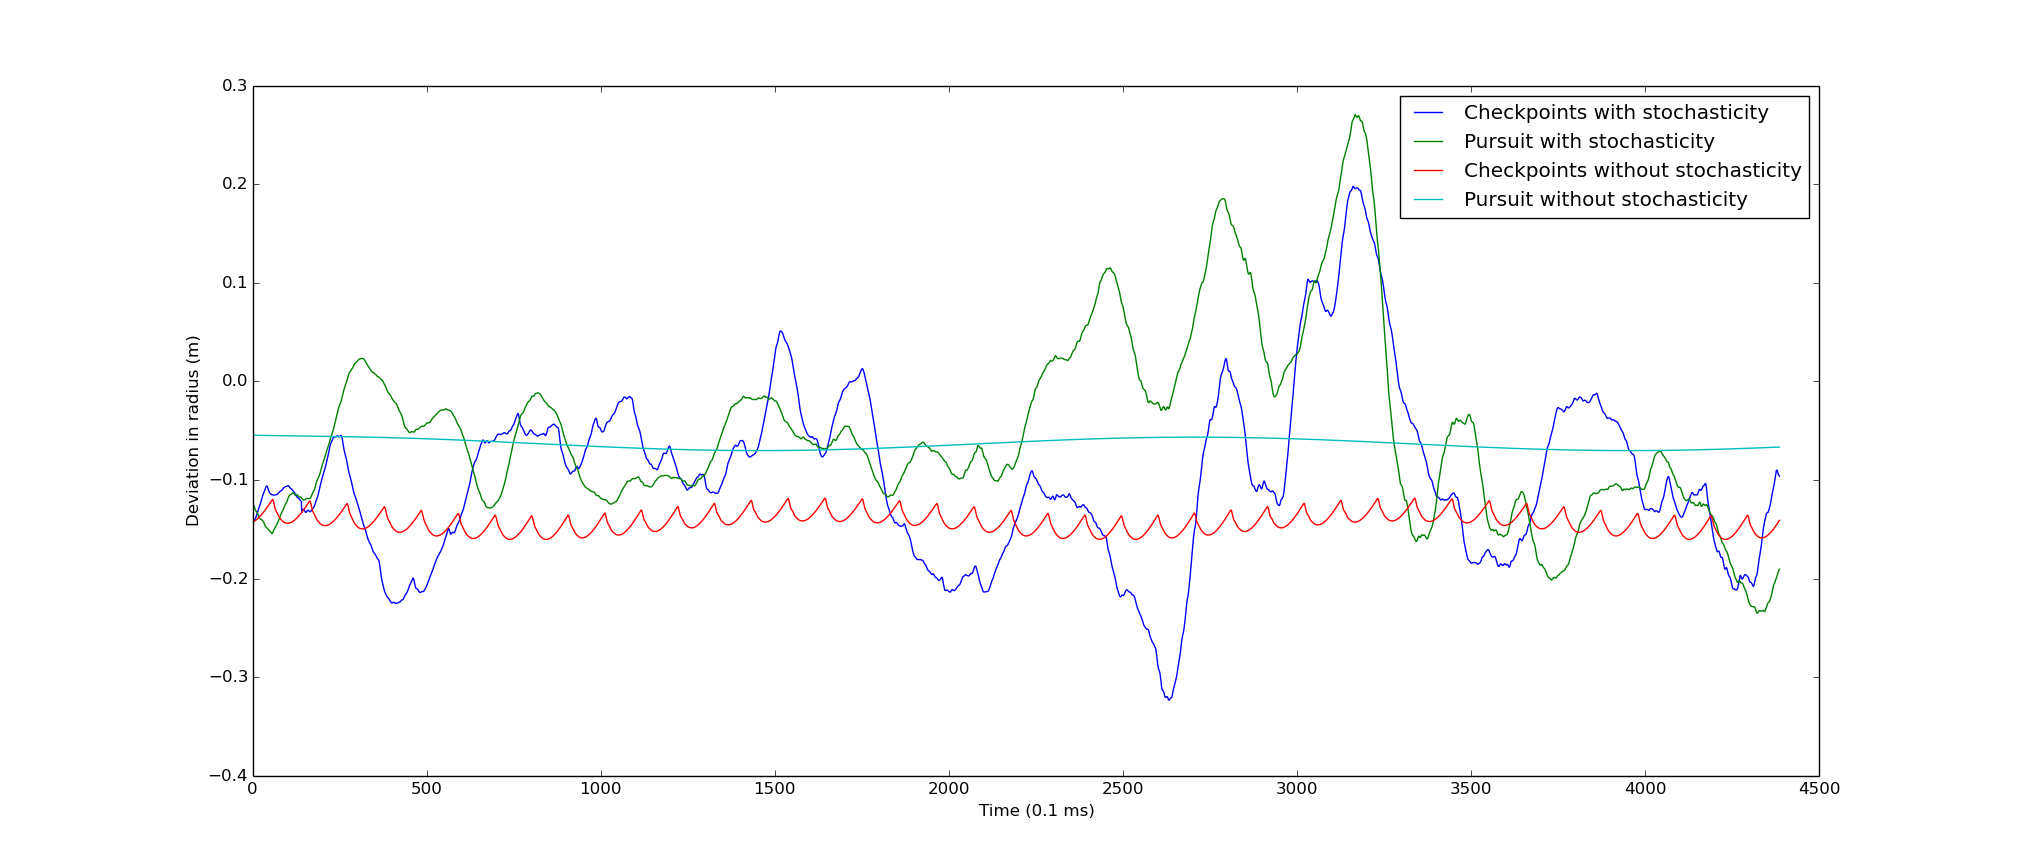 0.3
0.2
0.1
0.0
−0.1
−0.2
−0.3
−0.4
Deviation in radius (m)
Checkpoints with stochasticity
Pursuit with stochasticity
Checkpoints without stochasticity
Pursuit without stochasticity
0 500 1000 1500 2000 2500 3000 3500 4000 4500
Time (0.1 ms)